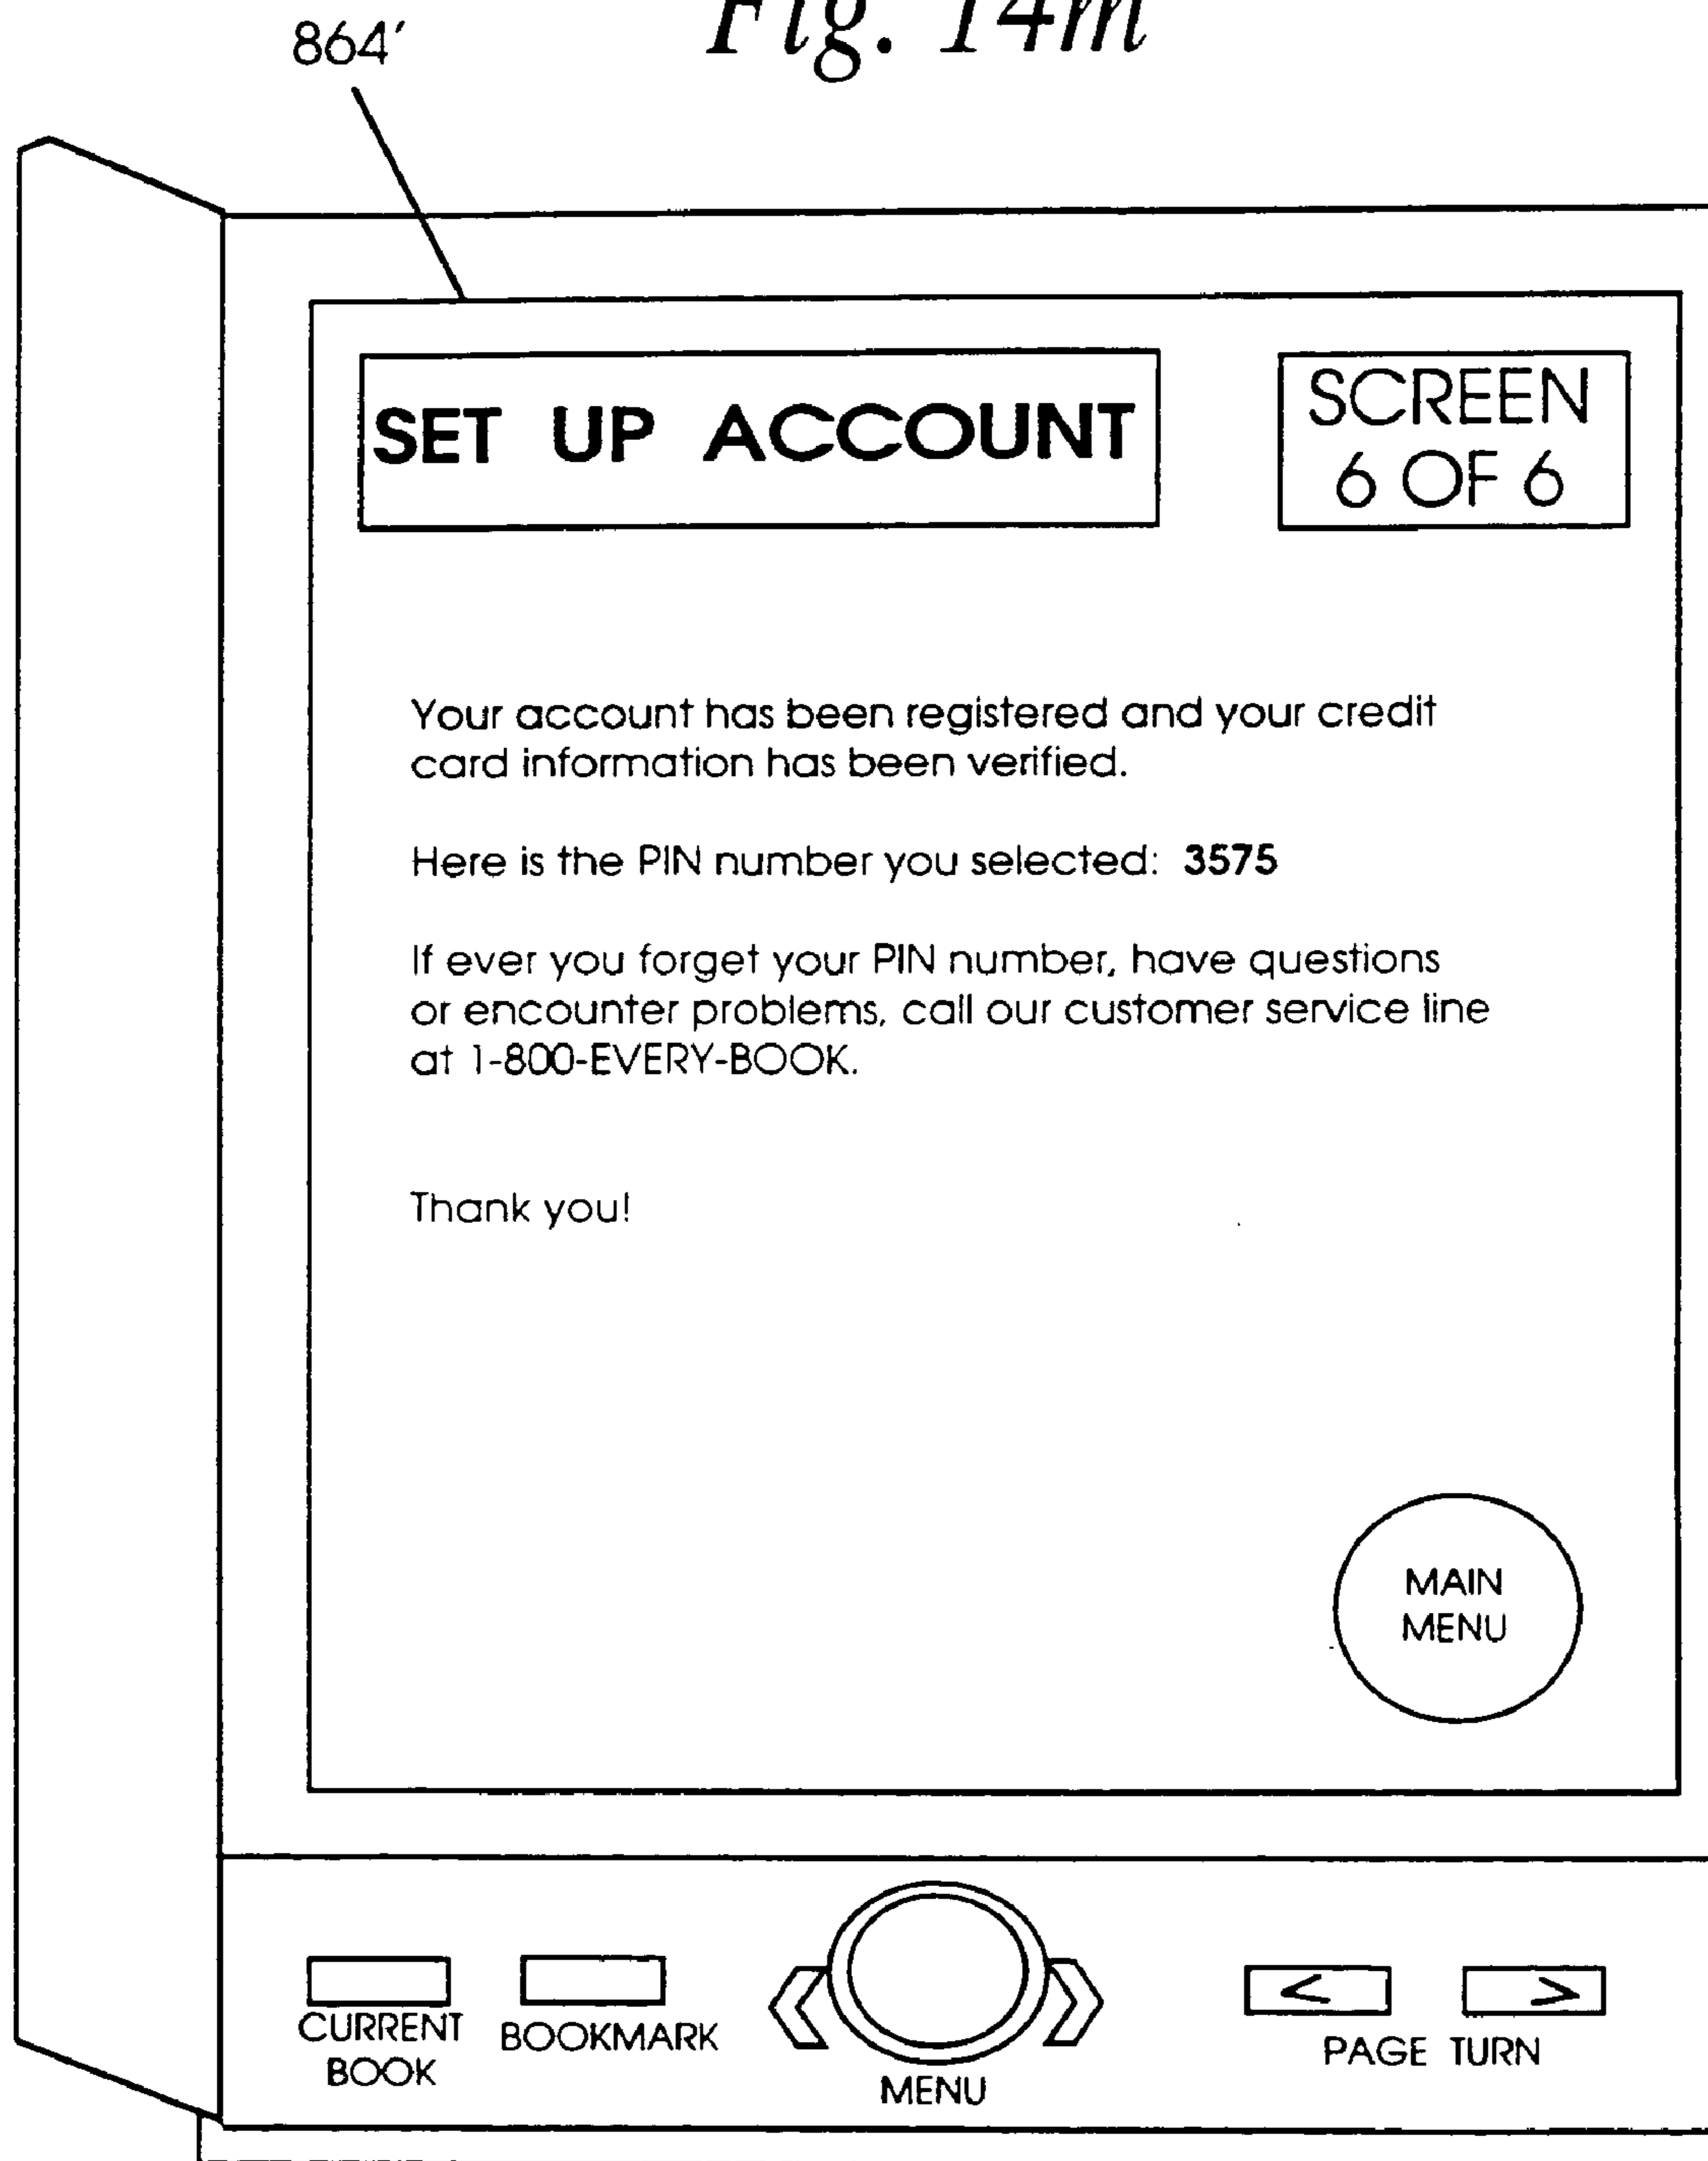 Fig. 14m
864'
SET UP ACCOUNT
SCREEN
6 OF 6
Your account has been registered and your credit
card information has been verified.
Here is the PIN number you selected: 3575
If ever you forget your PIN number, have questions
or encounter problems, call our customer service line
at 1-800-EVERY-BOOK.
Thank you!
MAIN
MENU
CURRENT
BOOK
BOOKMARK
MENU
< >
PAGE TURN